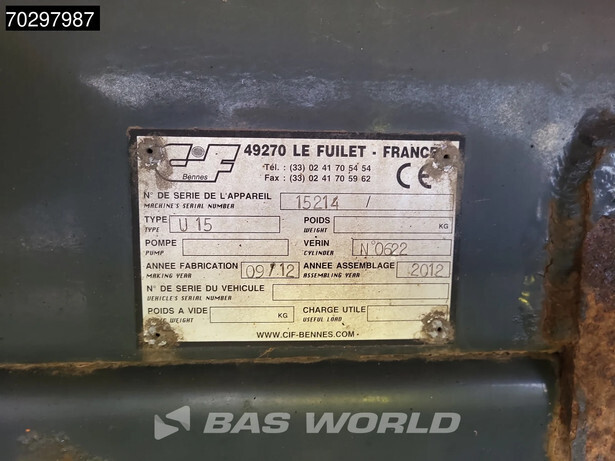 70297987
CIF
Bennes
49270 LE FUILET - FRANCE
Tél. : (33) 02 41 70 54 54
Fax : (33) 02 41 70 59 62
CE
N° DE SERIE DE L'APPAREIL 15214 /
MACHINE'S SERIAL NUMBER
TYPE U 15 POIDS KG
TYPE WEIGHT
POMPE VERIN N°0622
PUMP CYLINDER
ANNEE FABRICATION 09/12 ANNEE ASSEMBLAGE 2012
MAKING YEAR ASSEMBLING YEAR
N° DE SERIE DU VEHICULE
VEHICLE'S SERIAL NUMBER
POIDS A VIDE KG CHARGE UTILE KG
WEIGHT USEFUL LOAD
WWW.CIF-BENNES.COM
BAS WORLD